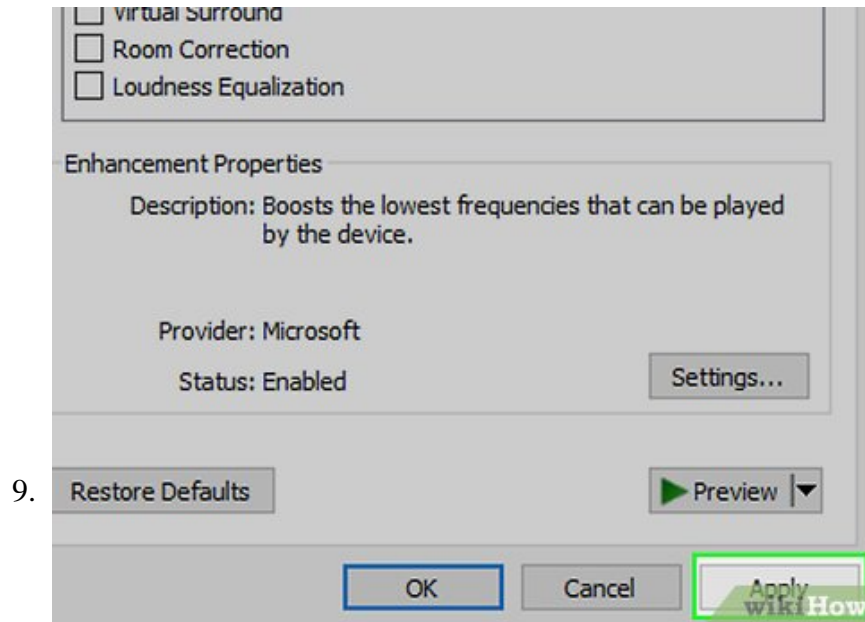 Virtual Surround
Room Correction
Loudness Equalization
Enhancement Properties
Description: Boosts the lowest frequencies that can be played
by the device.
Provider: Microsoft
Status: Enabled
Settings...
9.
Restore Defaults
Preview
OK
Cancel
Apply
wikiHow